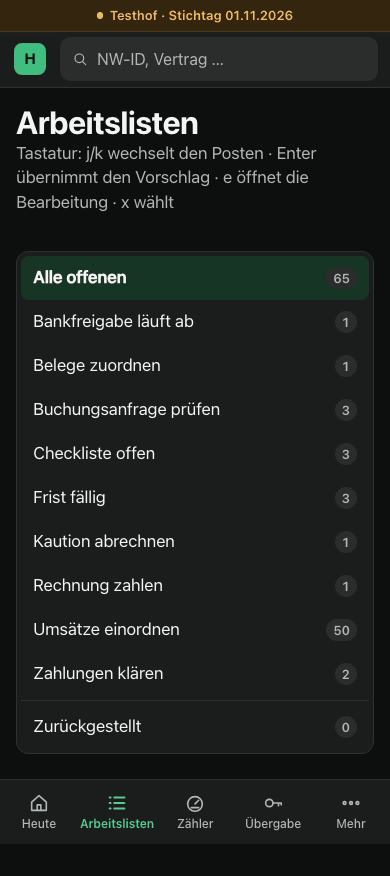 Testhof · Stichtag 01.11.2026
H
NW-ID, Vertrag ...
Arbeitslisten
Tastatur: j/k wechselt den Posten · Enter
übernimmt den Vorschlag · e öffnet die
Bearbeitung · x wählt
Alle offenen 65
Bankfreigabe läuft ab 1
Belege zuordnen 1
Buchungsanfrage prüfen 3
Checkliste offen 3
Frist fällig 3
Kaution abrechnen 1
Rechnung zahlen 1
Umsätze einordnen 50
Zahlungen klären 2
Zurückgestellt 0
Heute Arbeitslisten Zähler Übergabe Mehr